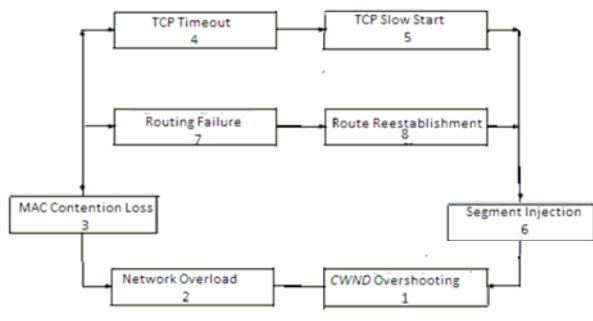 TCP Timeout
4
TCP Slow Start
5
Routing Failure
7
Route Reestablishment
8
MAC Contention Loss
3
Segment Injection
6
Network Overload
2
CWND Overshooting
1